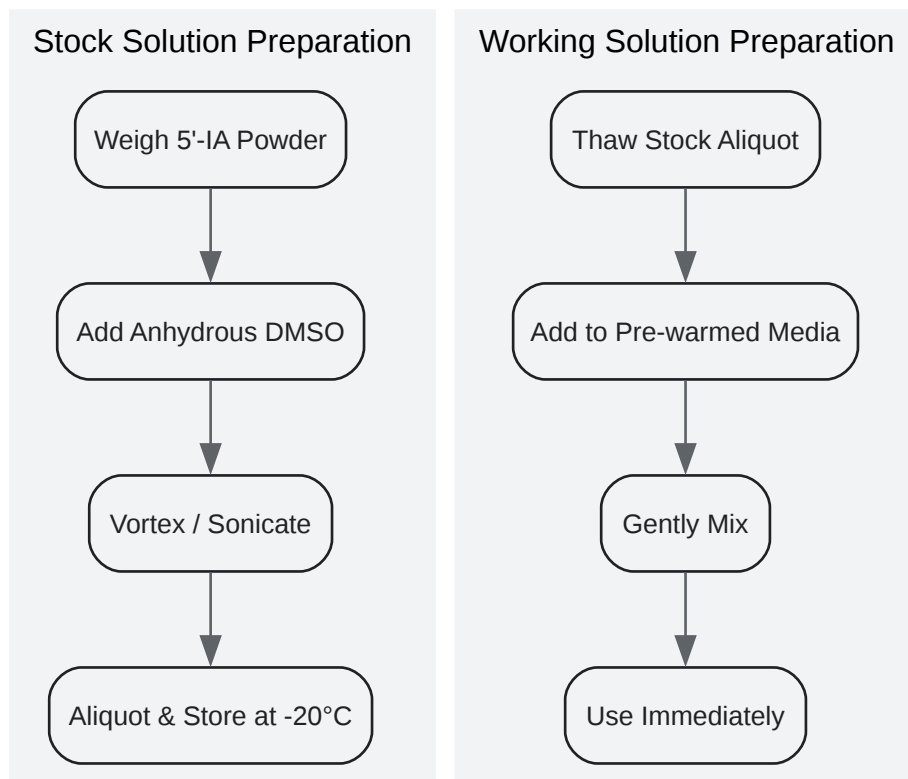 Stock Solution Preparation
Weigh 5'-IA Powder
Add Anhydrous DMSO
Vortex / Sonicate
Aliquot & Store at -20°C
Working Solution Preparation
Thaw Stock Aliquot
Add to Pre-warmed Media
Gently Mix
Use Immediately